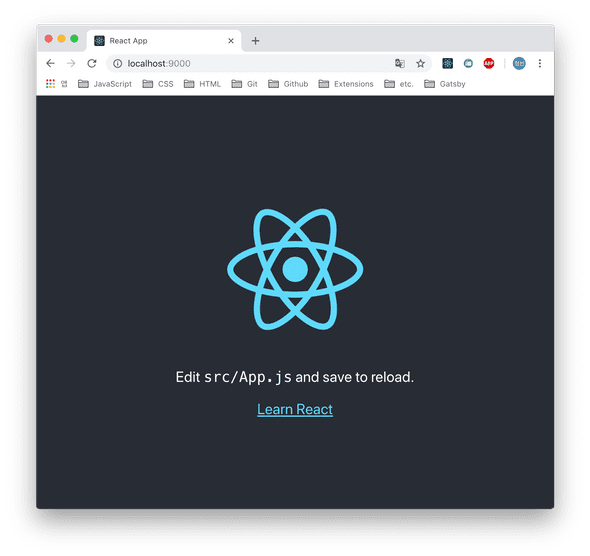 React App
localhost:9000
앱 JavaScript CSS HTML Git Github Extensions etc. Gatsby
Edit src/App.js and save to reload.
Learn React